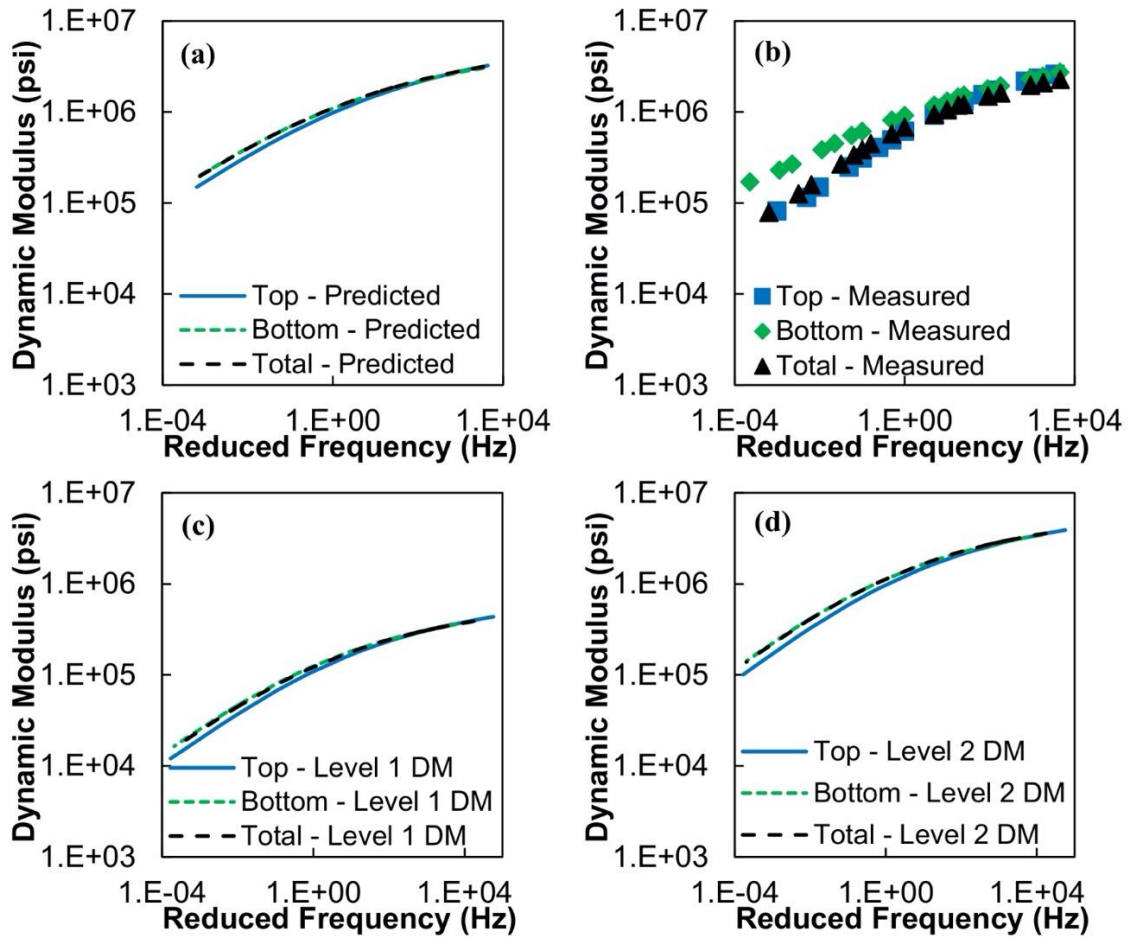 (a)
Dynamic Modulus (psi)
1.E+07
1.E+06
1.E+05
1.E+04
1.E+03
Top - Predicted
Bottom - Predicted
Total - Predicted
1.E-04 1.E+00 1.E+04
Reduced Frequency (Hz)
(b)
Dynamic Modulus (psi)
1.E+07
1.E+06
1.E+05
1.E+04
1.E+03
Top - Measured
Bottom - Measured
Total - Measured
1.E-04 1.E+00 1.E+04
Reduced Frequency (Hz)
(c)
Dynamic Modulus (psi)
1.E+07
1.E+06
1.E+05
1.E+04
1.E+03
Top - Level 1 DM
Bottom - Level 1 DM
Total - Level 1 DM
1.E-04 1.E+00 1.E+04
Reduced Frequency (Hz)
(d)
Dynamic Modulus (psi)
1.E+07
1.E+06
1.E+05
1.E+04
1.E+03
Top - Level 2 DM
Bottom - Level 2 DM
Total - Level 2 DM
1.E-04 1.E+00 1.E+04
Reduced Frequency (Hz)